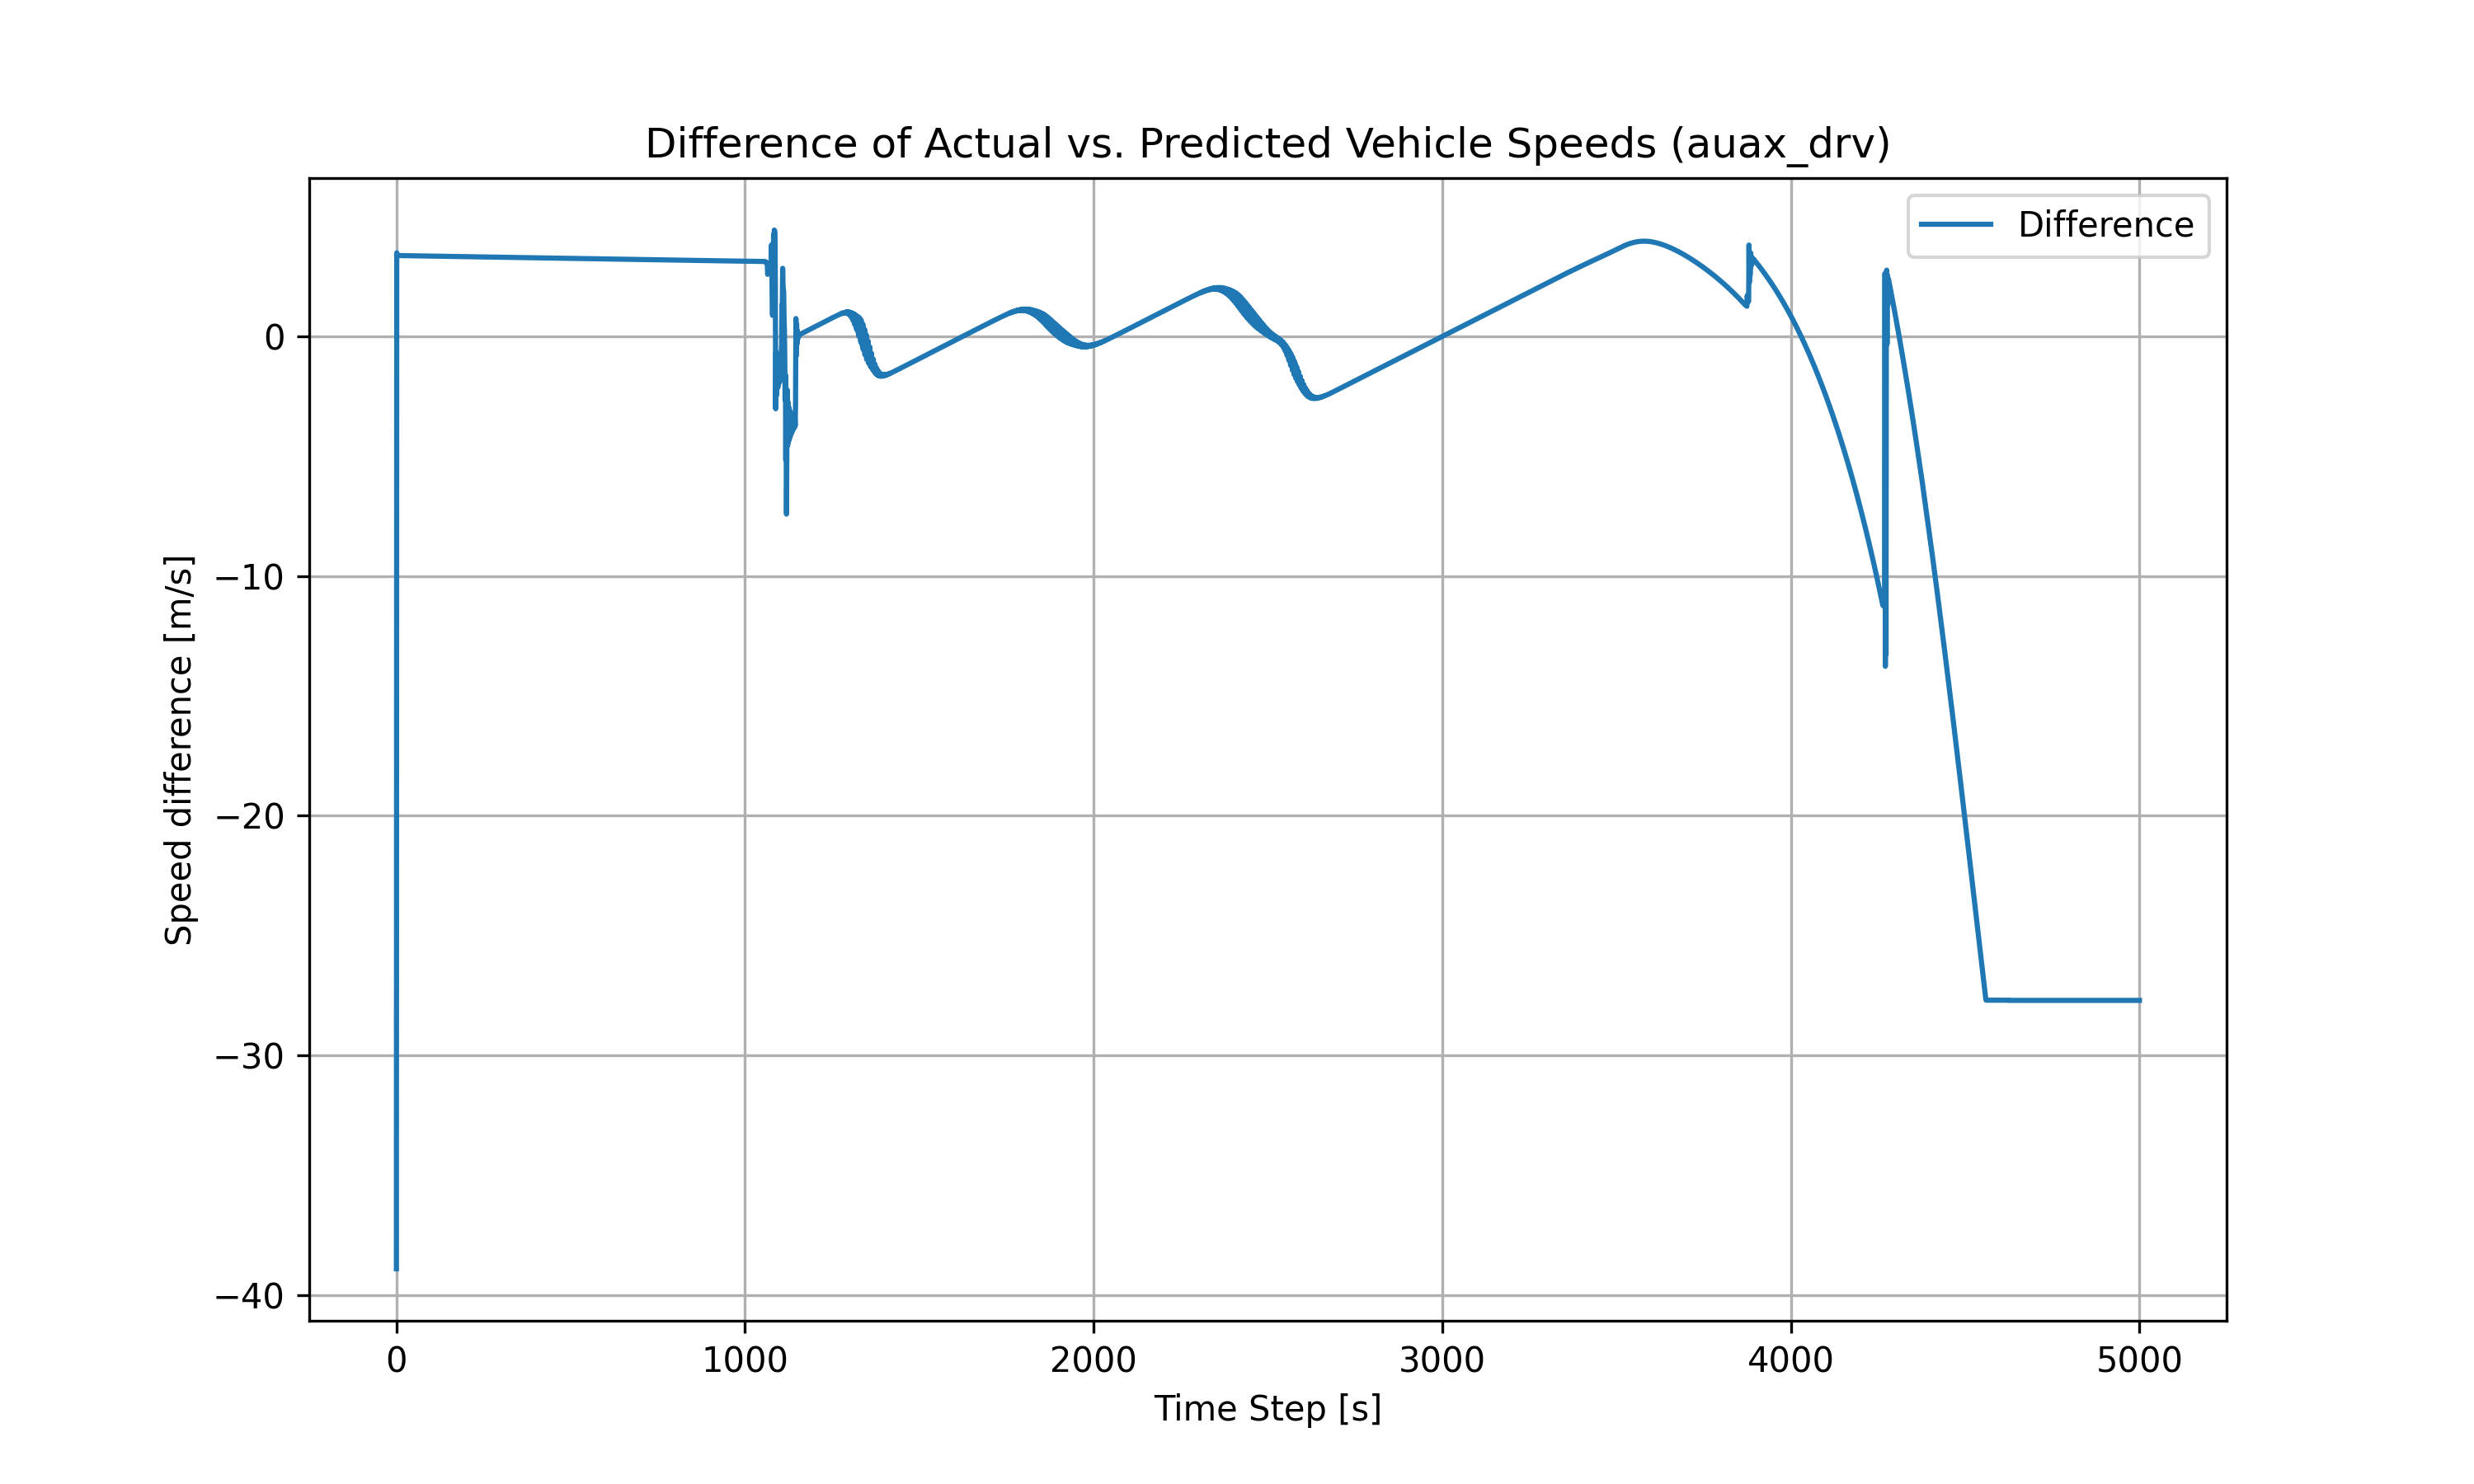 Difference of Actual vs. Predicted Vehicle Speeds (auax_drv)
Difference
Speed difference [m/s]
0
−10
−20
−30
−40
0 1000 2000 3000 4000 5000
Time Step [s]